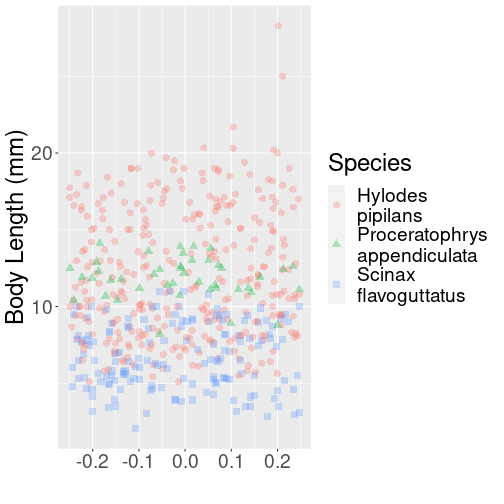 Body Length (mm)
20
10
-0.2 -0.1 0.0 0.1 0.2
Species
Hylodes
pipilans
Proceratophrys
appendiculata
Scinax
flavoguttatus